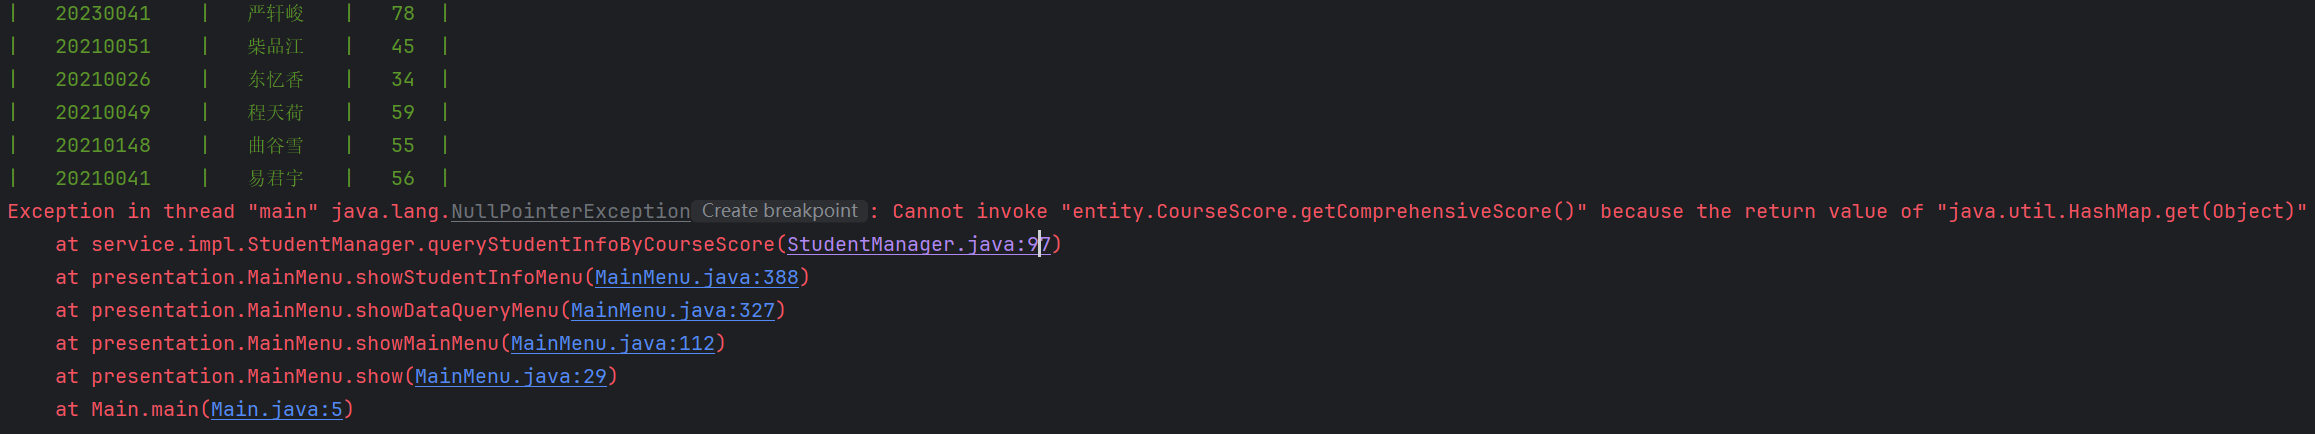 |   20230041    |   严轩峻   |   78  |
|   20210051    |   柴品江   |   45  |
|   20210026    |   东忆香   |   34  |
|   20210049    |   程天荷   |   59  |
|   20210148    |   曲谷雪   |   55  |
|   20210041    |   易君宇   |   56  |
Exception in thread "main" java.lang.NullPointerException Create breakpoint : Cannot invoke "entity.CourseScore.getComprehensiveScore()" because the return value of "java.util.HashMap.get(Object)"
    at service.impl.StudentManager.queryStudentInfoByCourseScore(StudentManager.java:97)
    at presentation.MainMenu.showStudentInfoMenu(MainMenu.java:388)
    at presentation.MainMenu.showDataQueryMenu(MainMenu.java:327)
    at presentation.MainMenu.showMainMenu(MainMenu.java:112)
    at presentation.MainMenu.show(MainMenu.java:29)
    at Main.main(Main.java:5)